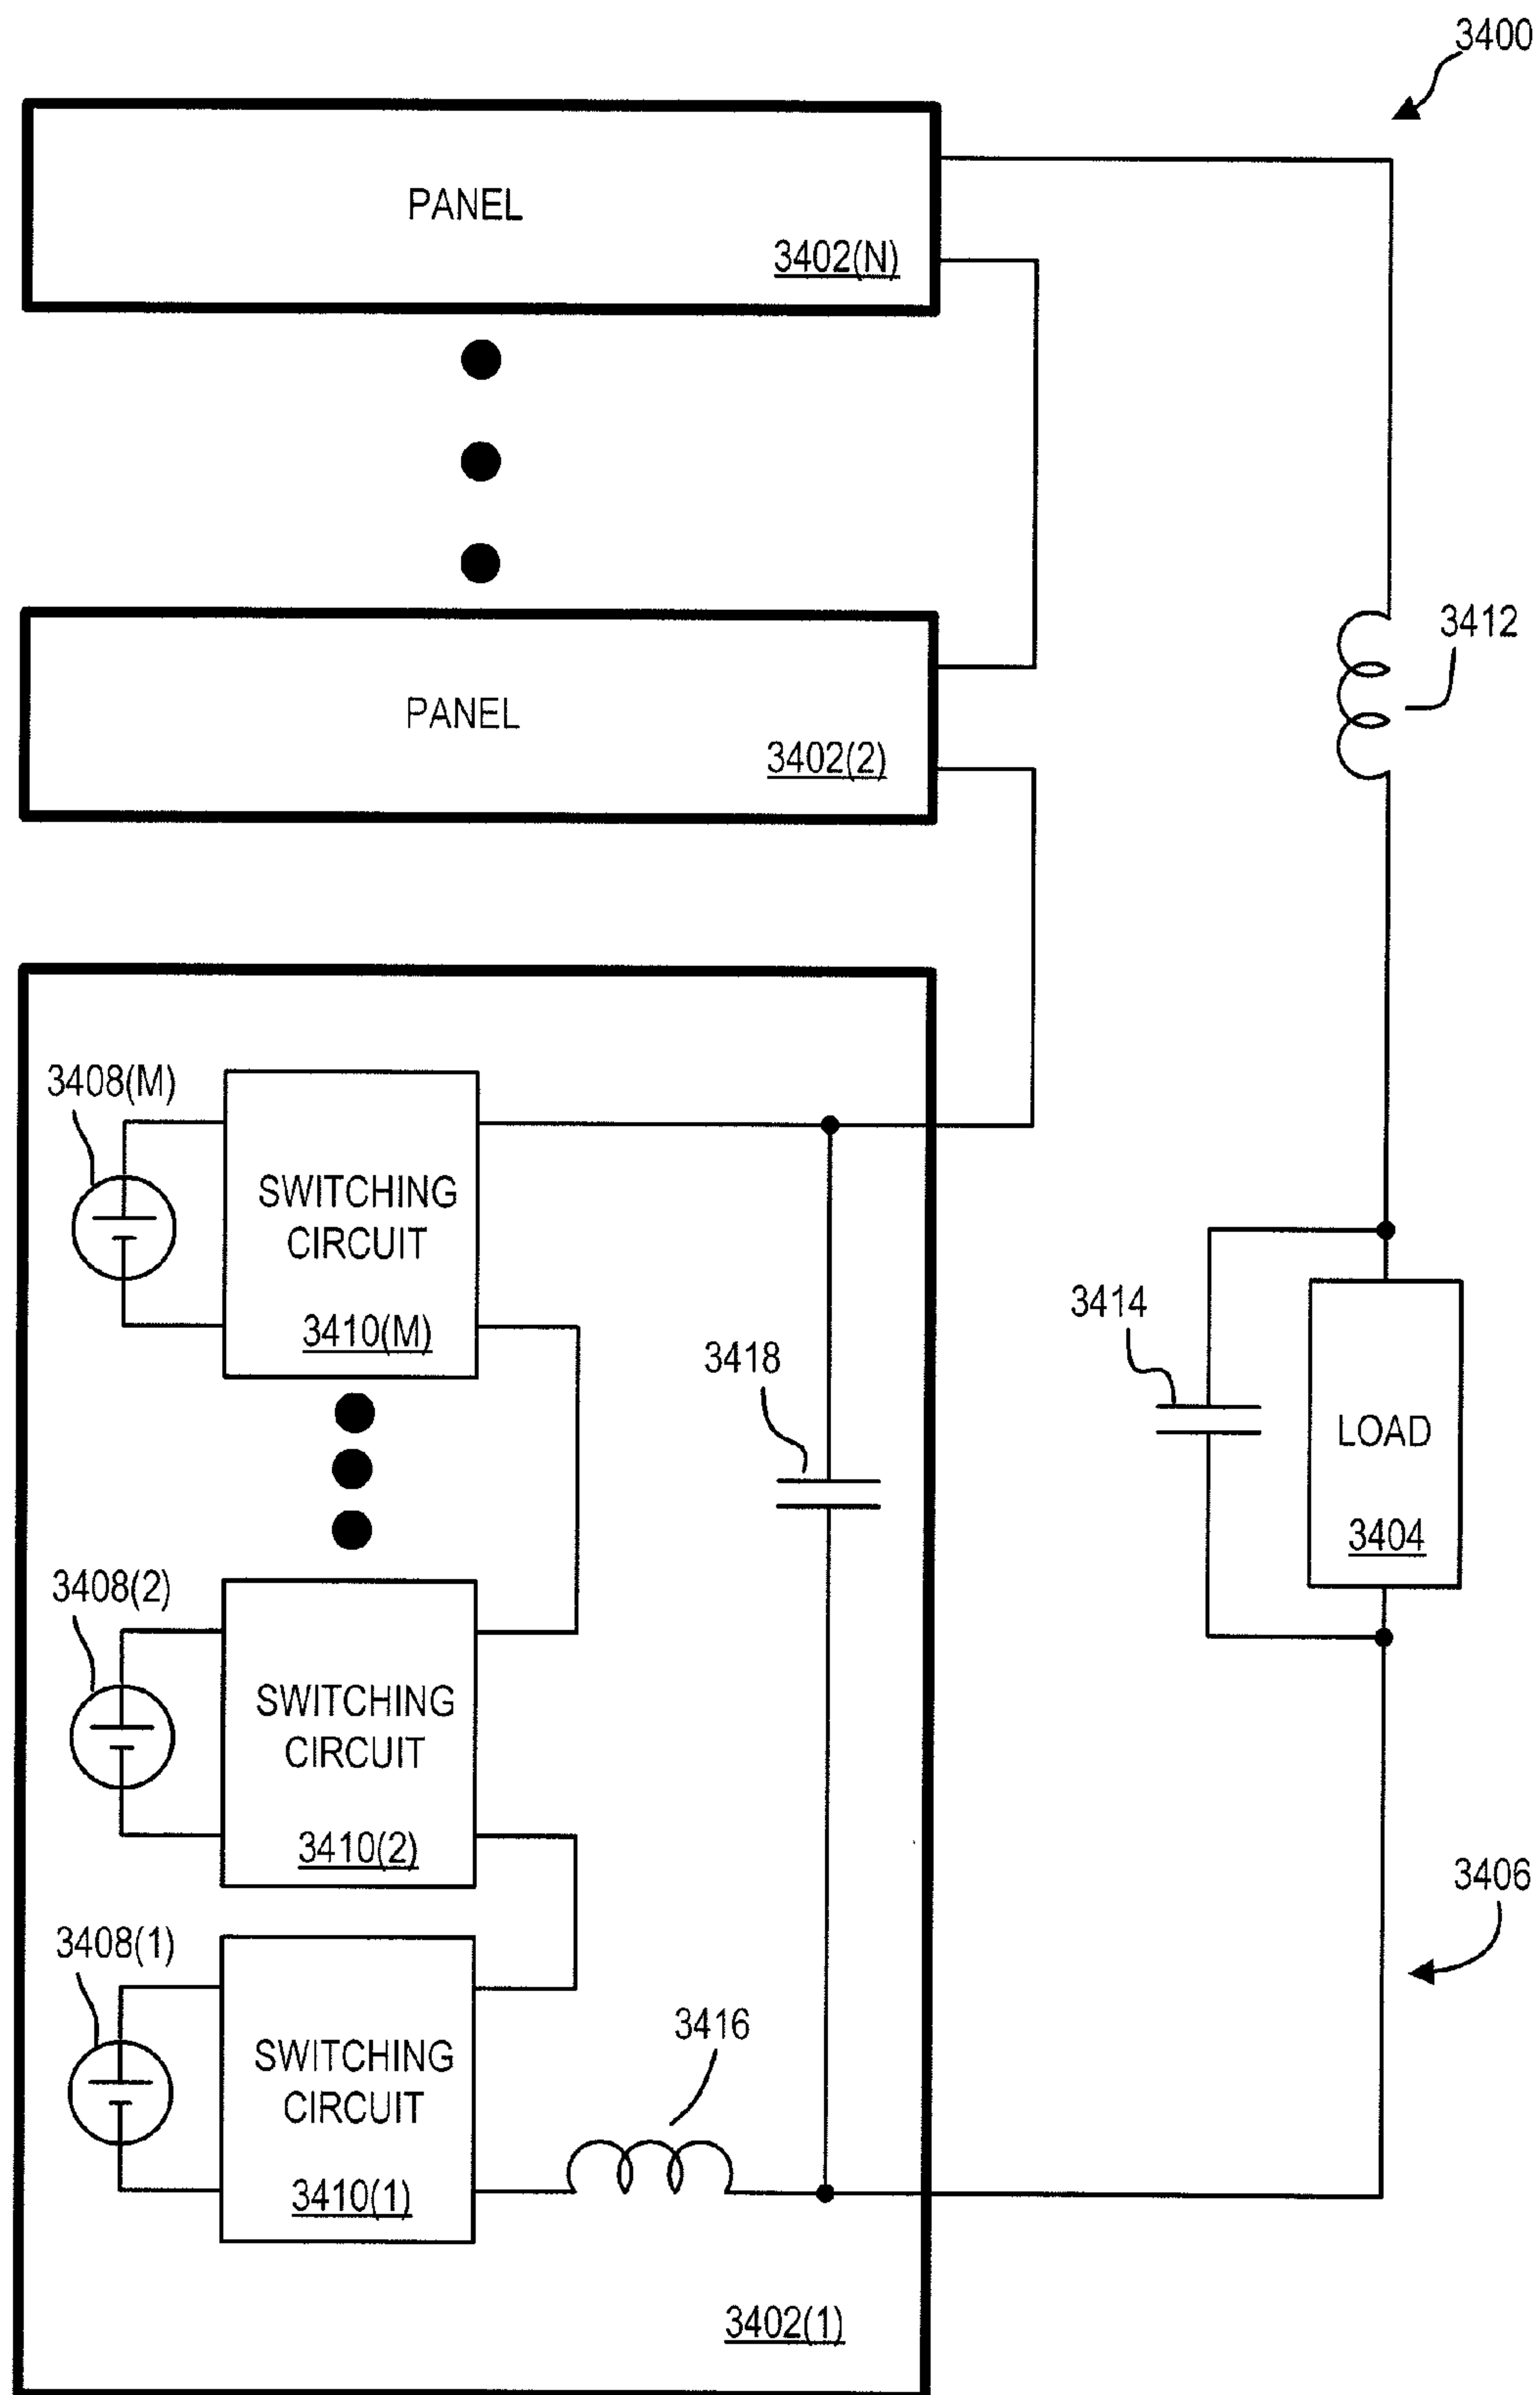 3400
PANEL
3402(N)
3412
PANEL
3402(2)
3408(M)
SWITCHING
CIRCUIT
3410(M)
3418
3414
LOAD
3404
3408(2)
SWITCHING
CIRCUIT
3410(2)
3406
3408(1)
SWITCHING
CIRCUIT
3410(1)
3416
3402(1)